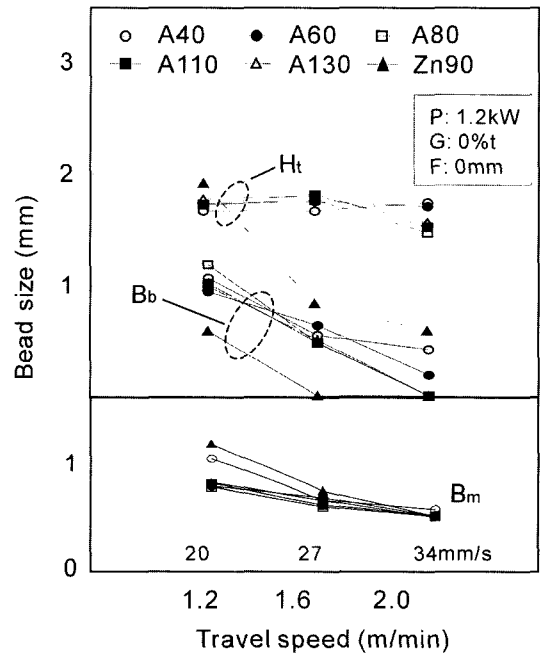 A40 A60 A80
A110 A130 Zn90
3
P: 1.2kW
G: 0%t
F: 0mm
Ht
2
Bead size (mm)
1
Bb
1
Bm
20 27 34mm/s
0
1.2 1.6 2.0
Travel speed (m/min)